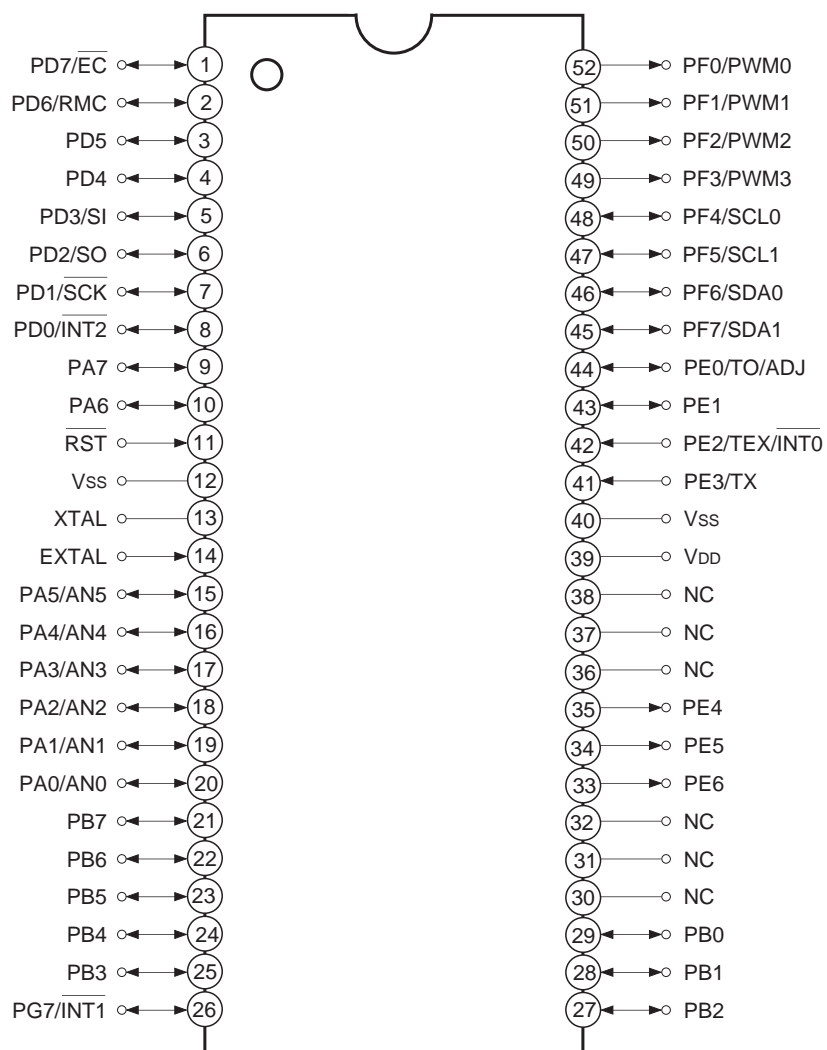 PD7/EC 1 52 PF0/PWM0
PD6/RMC 2 51 PF1/PWM1
PD5 3 50 PF2/PWM2
PD4 4 49 PF3/PWM3
PD3/SI 5 48 PF4/SCL0
PD2/SO 6 47 PF5/SCL1
PD1/SCK 7 46 PF6/SDA0
PD0/INT2 8 45 PF7/SDA1
PA7 9 44 PE0/TO/ADJ
PA6 10 43 PE1
RST 11 42 PE2/TEX/INT0
Vss 12 41 PE3/TX
XTAL 13 40 Vss
EXTAL 14 39 VDD
PA5/AN5 15 38 NC
PA4/AN4 16 37 NC
PA3/AN3 17 36 NC
PA2/AN2 18 35 PE4
PA1/AN1 19 34 PE5
PA0/AN0 20 33 PE6
PB7 21 32 NC
PB6 22 31 NC
PB5 23 30 NC
PB4 24 29 PB0
PB3 25 28 PB1
PG7/INT1 26 27 PB2